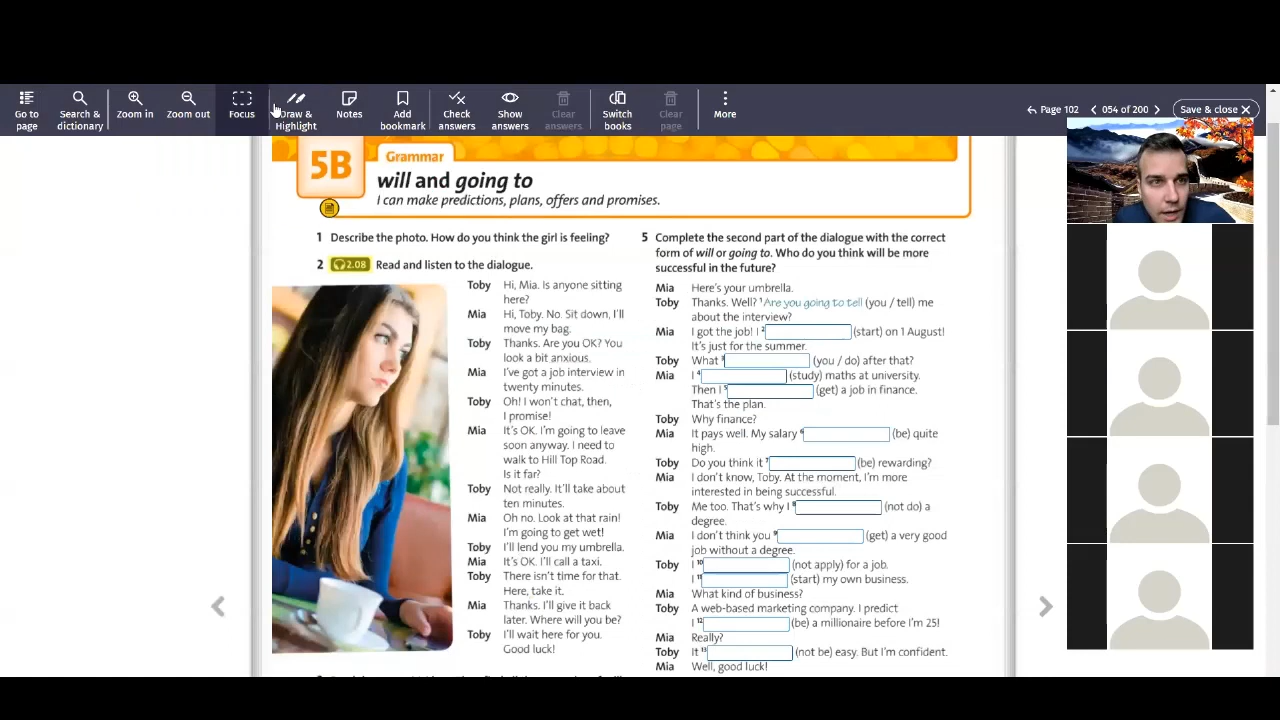 Go to page
Search & dictionary
Zoom in
Zoom out
Focus
Draw & Highlight
Notes
Add bookmark
Check answers
Show answers
Clear answers
Switch books
Clear page
More
Page 102
054 of 200
Save & close
5B
Grammar
will and going to
I can make predictions, plans, offers and promises.
1 Describe the photo. How do you think the girl is feeling?
2 2.08 Read and listen to the dialogue.
Toby Hi, Mia. Is anyone sitting
here?
Mia Hi, Toby. No. Sit down, I'll
move my bag.
Toby Thanks. Are you OK? You
look a bit anxious.
Mia I've got a job interview in
twenty minutes.
Toby Oh! I won't chat, then,
I promise!
Mia It's OK. I'm going to leave
soon anyway. I need to
walk to Hill Top Road.
Is it far?
Toby Not really. It'll take about
ten minutes.
Mia Oh no. Look at that rain!
I'm going to get wet!
Toby I'll lend you my umbrella.
Mia It's OK. I'll call a taxi.
Toby There isn't time for that.
Here, take it.
Mia Thanks. I'll give it back
later. Where will you be?
Toby I'll wait here for you.
Good luck!
5 Complete the second part of the dialogue with the correct
form of will or going to. Who do you think will be more
successful in the future?
Mia Here's your umbrella.
Toby Thanks. Well? 1 Are you going to tell (you / tell) me
about the interview?
Mia I got the job! I 2 (start) on 1 August!
It's just for the summer.
Toby What 3 (you / do) after that?
Mia I 4 (study) maths at university.
Then I 5 (get) a job in finance.
That's the plan.
Toby Why finance?
Mia It pays well. My salary 6 (be) quite
high.
Toby Do you think it 7 (be) rewarding?
Mia I don't know, Toby. At the moment, I'm more
interested in being successful.
Toby Me too. That's why I 8 (not do) a
degree.
Mia I don't think you 9 (get) a very good
job without a degree.
Toby I 10 (not apply) for a job.
I 11 (start) my own business.
Mia What kind of business?
Toby A web-based marketing company. I predict
I 12 (be) a millionaire before I'm 25!
Mia Really?
Toby It 13 (not be) easy. But I'm confident.
Mia Well, good luck!